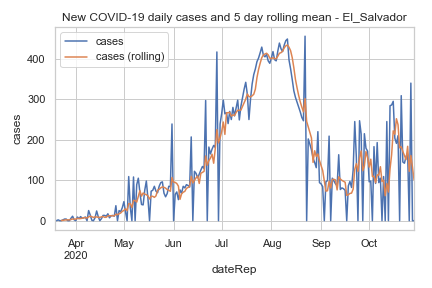 New COVID-19 daily cases and 5 day rolling mean - El_Salvador
cases
cases (rolling)
cases
400
300
200
100
0
Apr May Jun Jul Aug Sep Oct
2020
dateRep